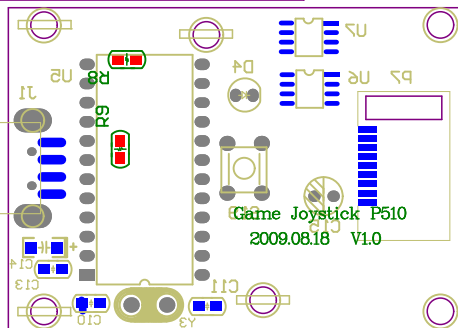 U7
D4
U5
R8
U6
P7
J1
R9
Game Joystick P510
C15
2009.08.18 V1.0
+
C14
C13
C11
C10
Y3